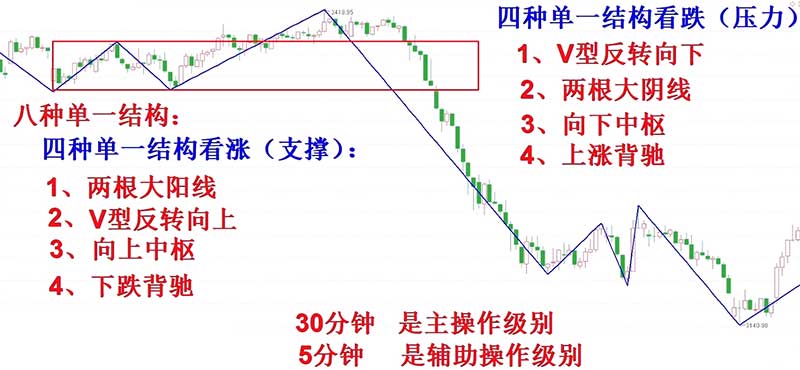 3418.95
四种单一结构看跌（压力）
1、V型反转向下
2、两根大阴线
3、向下中枢
4、上涨背驰
八种单一结构：
四种单一结构看涨（支撑）：
1、两根大阳线
2、V型反转向上
3、向上中枢
4、下跌背驰
3140.98
30分钟 是主操作级别
5分钟 是辅助操作级别